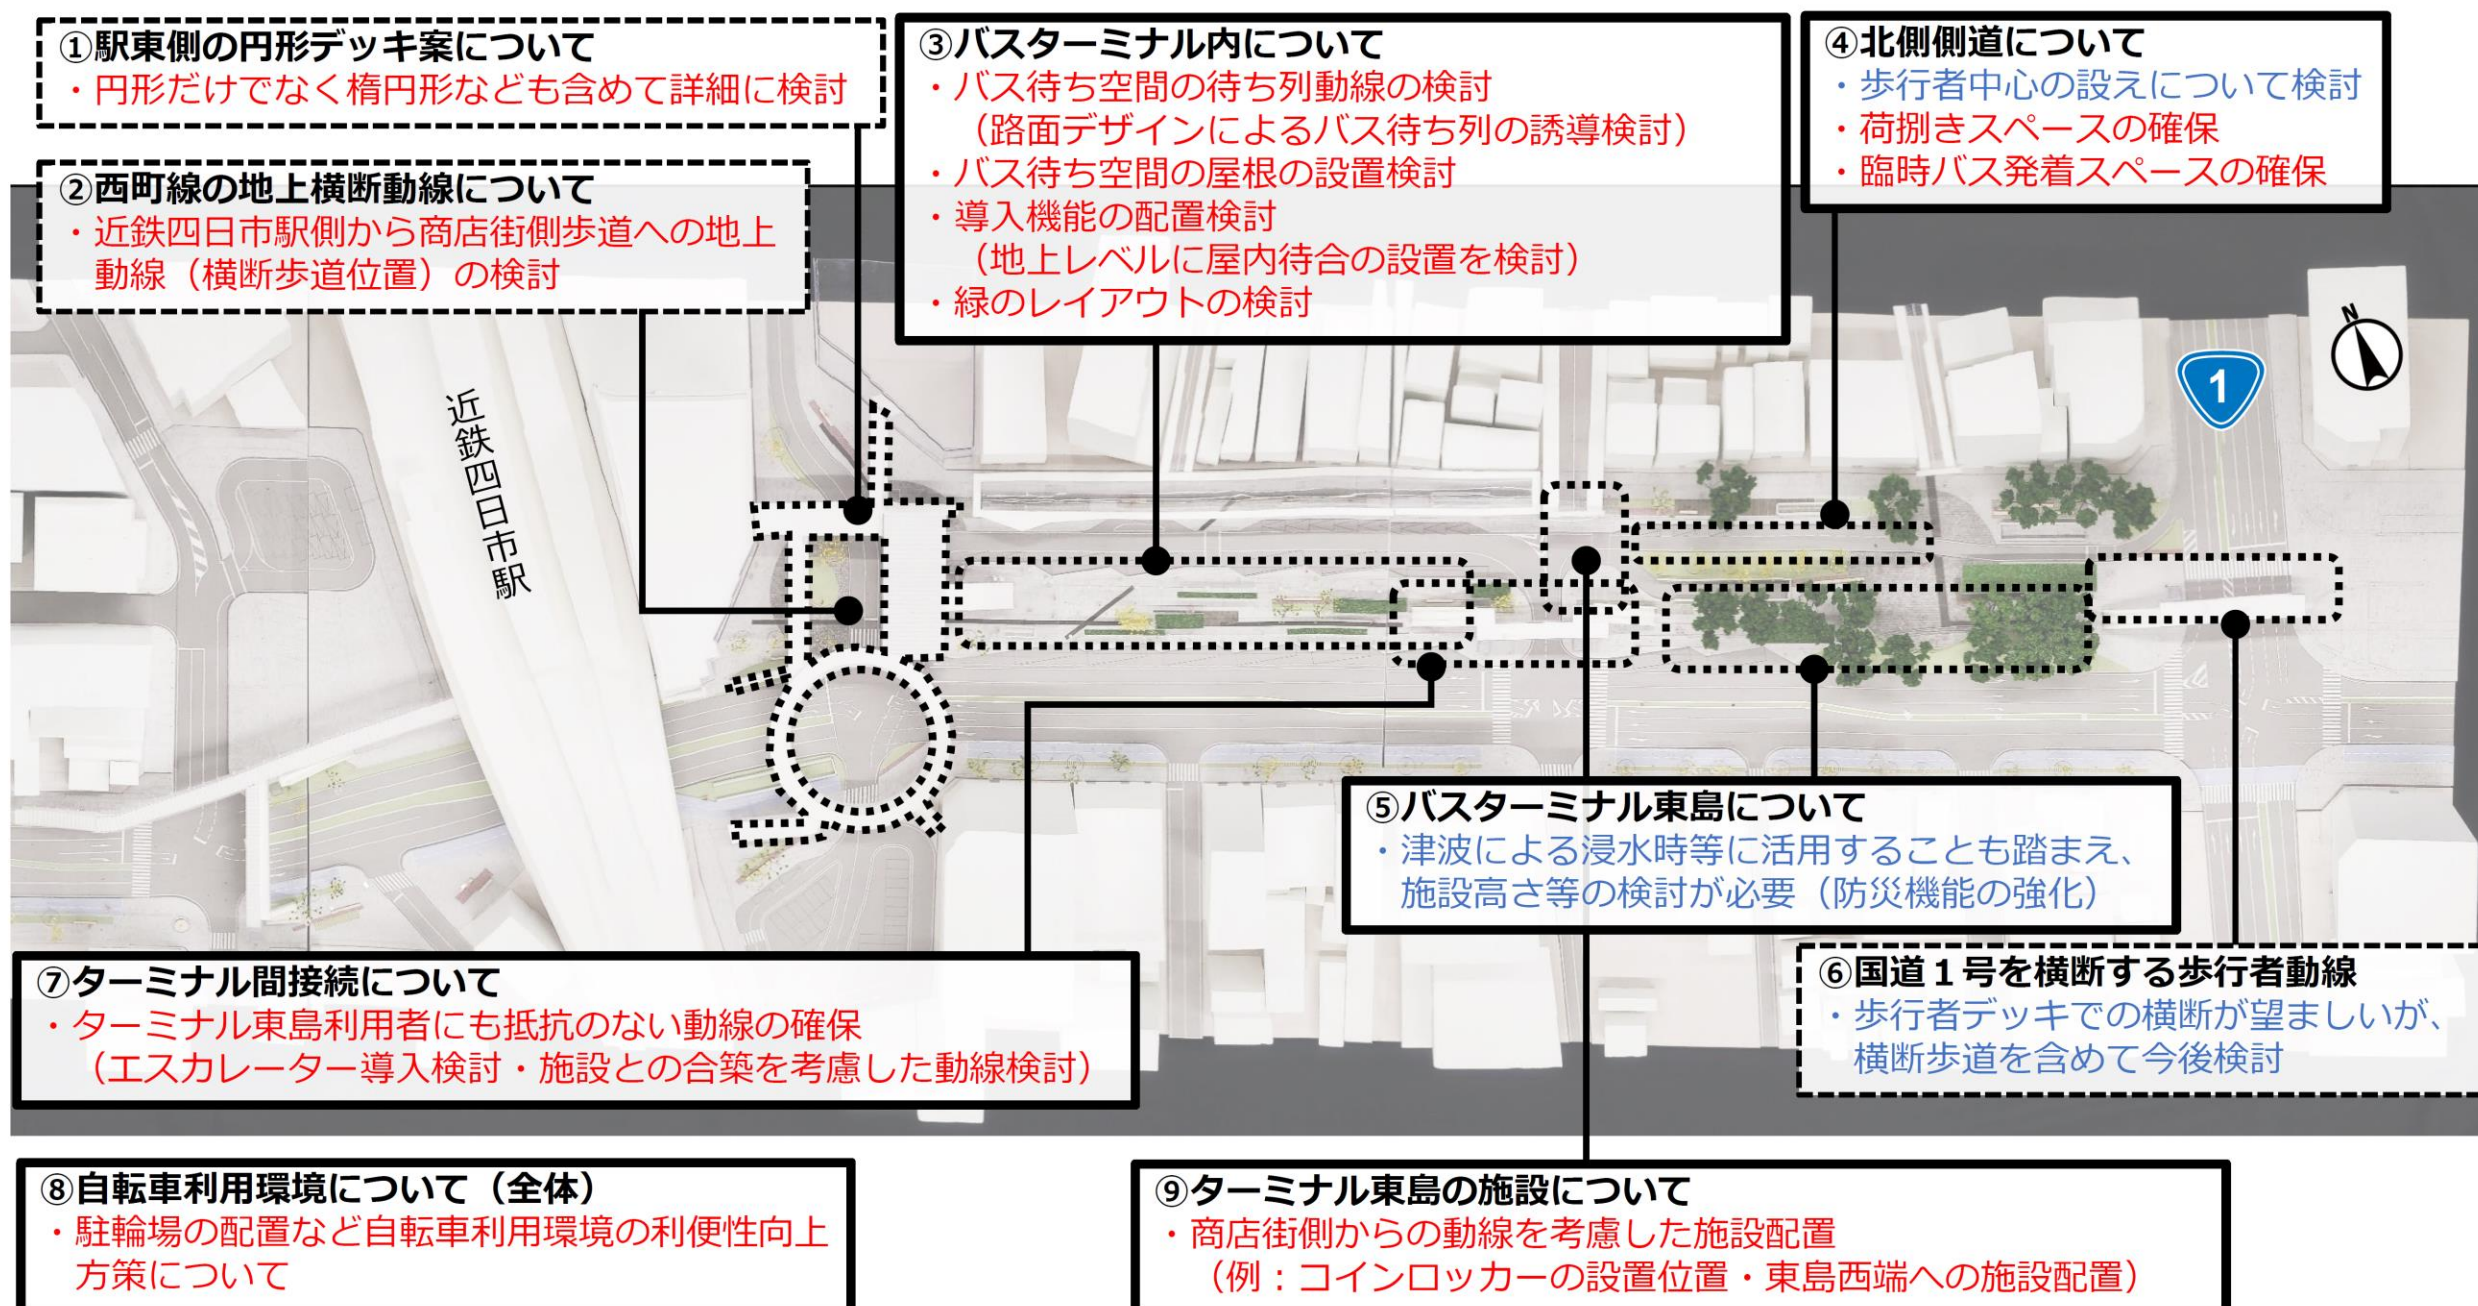 ①駅東側の円形デッキ案について
・円形だけでなく楕円形なども含めて詳細に検討
②西町線の地上横断動線について
・近鉄四日市駅側から商店街側歩道への地上
動線（横断歩道位置）の検討
③バスターミナル内について
・バス待ち空間の待ち列動線の検討
（路面デザインによるバス待ち列の誘導検討）
・バス待ち空間の屋根の設置検討
・導入機能の配置検討
（地上レベルに屋内待合の設置を検討）
・緑のレイアウトの検討
④北側側道について
・歩行者中心の設えについて検討
・荷捌きスペースの確保
・臨時バス発着スペースの確保
N
1
近鉄四日市駅
⑤バスターミナル東島について
・津波による浸水時等に活用することも踏まえ、
施設高さ等の検討が必要（防災機能の強化）
⑥国道１号を横断する歩行者動線
・歩行者デッキでの横断が望ましいが、
横断歩道を含めて今後検討
⑦ターミナル間接続について
・ターミナル東島利用者にも抵抗のない動線の確保
（エスカレーター導入検討・施設との合築を考慮した動線検討）
⑧自転車利用環境について（全体）
・駐輪場の配置など自転車利用環境の利便性向上
方策について
⑨ターミナル東島の施設について
・商店街側からの動線を考慮した施設配置
（例：コインロッカーの設置位置・東島西端への施設配置）